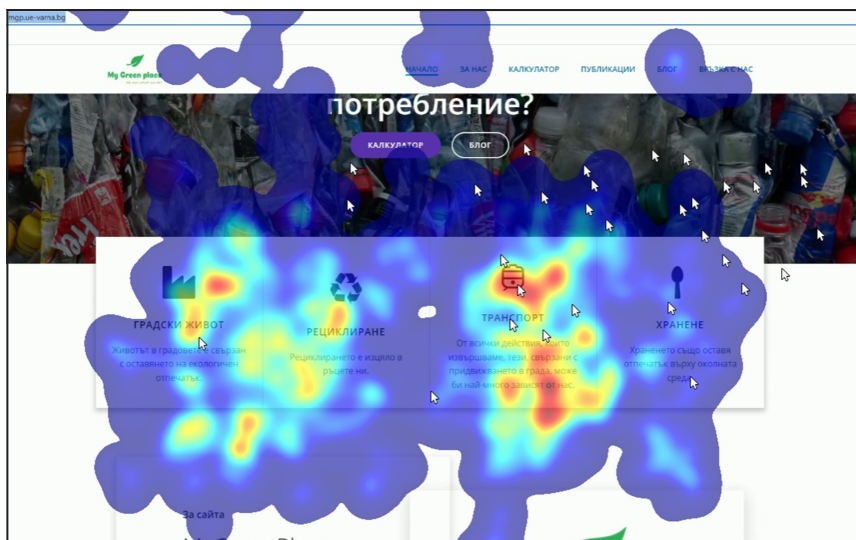 mgp.ue-varna.bg
My Green place
НАЧАЛО ЗА НАС КАЛКУЛАТОР ПУБЛИКАЦИИ БЛОГ ВРЪЗКА С НАС
потребление?
КАЛКУЛАТОР БЛОГ
ГРАДСКИ ЖИВОТ
Животът в градовете е свързан
с оставянето на екологичен
отпечатък.
РЕЦИКЛИРАНЕ
Рециклирането е изцяло в
ръцете ни.
ТРАНСПОРТ
От всички действия, които
извършваме, тези, свързани с
придвижването в града, може
би най-много зависят от нас.
ХРАНЕНЕ
Храненето също оставя
отпечатък върху околната
среда.
За сайта